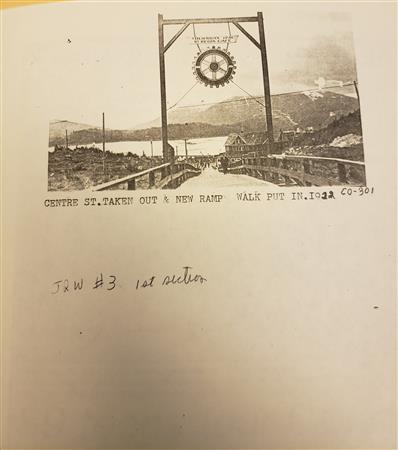 CENTRE ST.TAKEN OUT & NEW RAMP WALK PUT IN.1922 CO-301
J&W #3 1st section